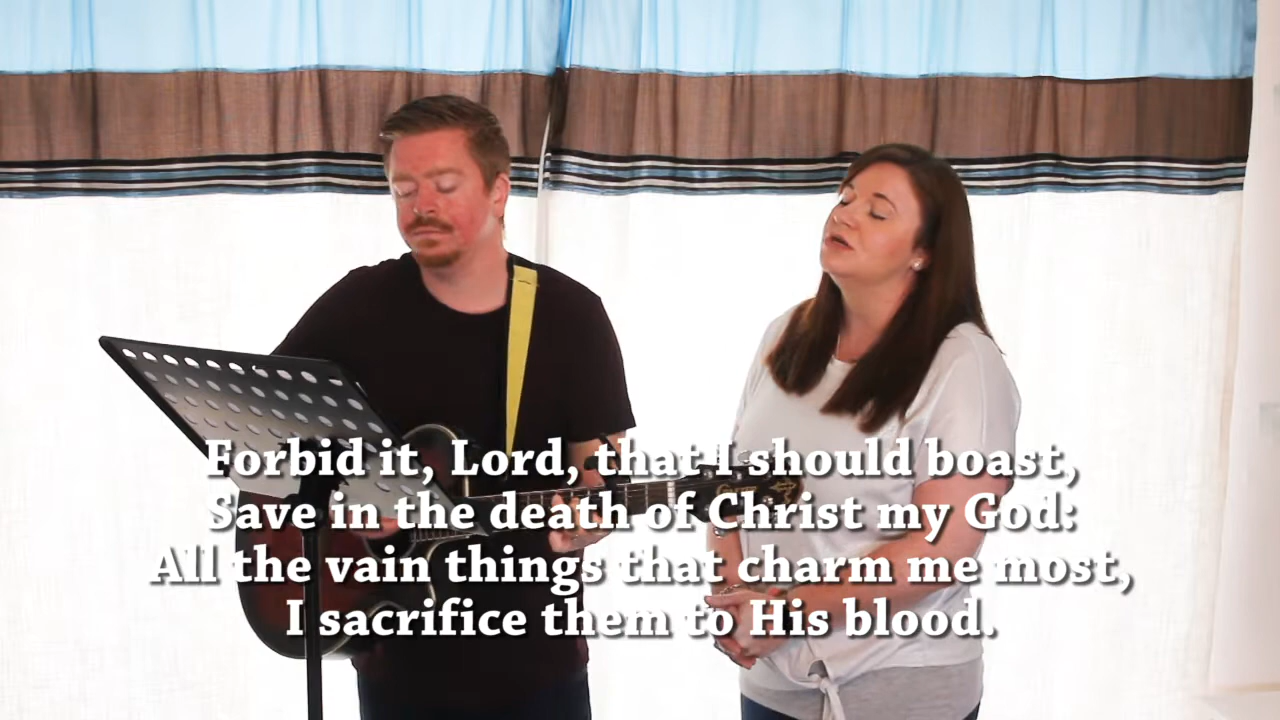 Forbid it, Lord, that I should boast,
Save in the death of Christ my God:
All the vain things that charm me most,
I sacrifice them to His blood.